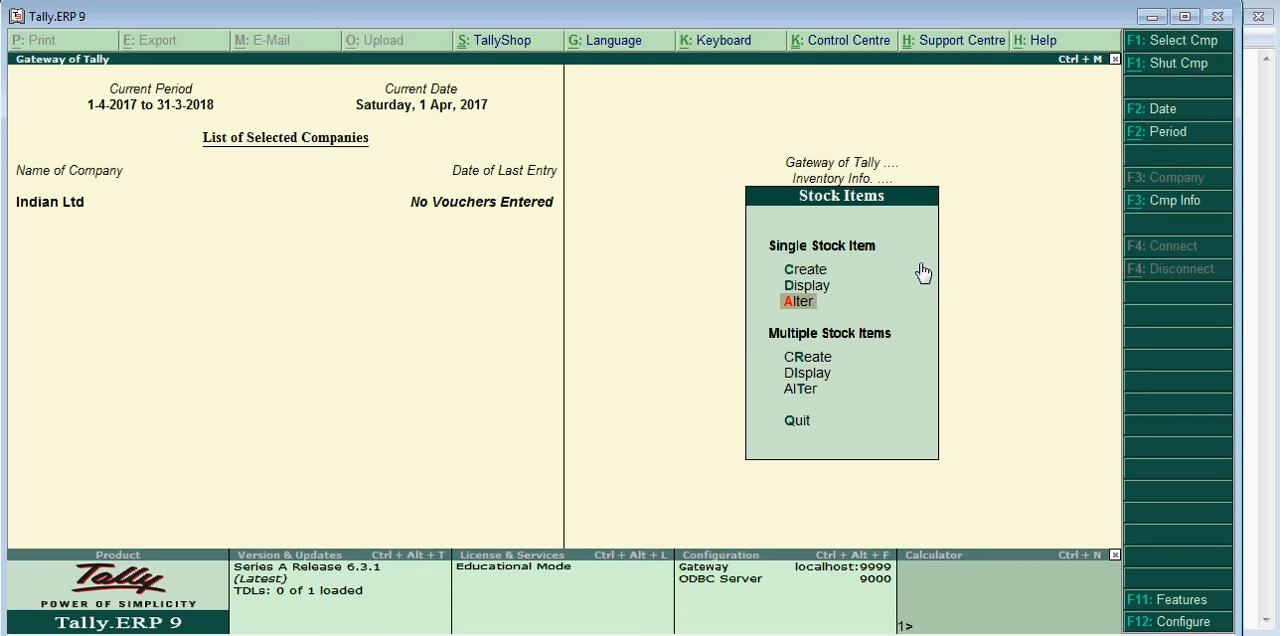 Tally.ERP 9
P: Print E: Export M: E-Mail O: Upload S: TallyShop G: Language K: Keyboard K: Control Centre H: Support Centre H: Help
Gateway of Tally Ctrl + M
Current Period Current Date
1-4-2017 to 31-3-2018 Saturday, 1 Apr, 2017
List of Selected Companies
Name of Company Date of Last Entry
Indian Ltd No Vouchers Entered
Gateway of Tally ....
Inventory Info. ....
Stock Items
Single Stock Item
Create
Display
Alter
Multiple Stock Items
CReate
DIsplay
AlTer
Quit
F1: Select Cmp
F1: Shut Cmp
F2: Date
F2: Period
F3: Company
F3: Cmp Info
F4: Connect
F4: Disconnect
F11: Features
F12: Configure
Product
Tally
POWER OF SIMPLICITY
Tally.ERP 9
Version & Updates Ctrl + Alt + T
Series A Release 6.3.1
(Latest)
TDLs: 0 of 1 loaded
License & Services Ctrl + Alt + L
Educational Mode
Configuration Ctrl + Alt + F
Gateway localhost:9999
ODBC Server 9000
Calculator Ctrl + N
1>